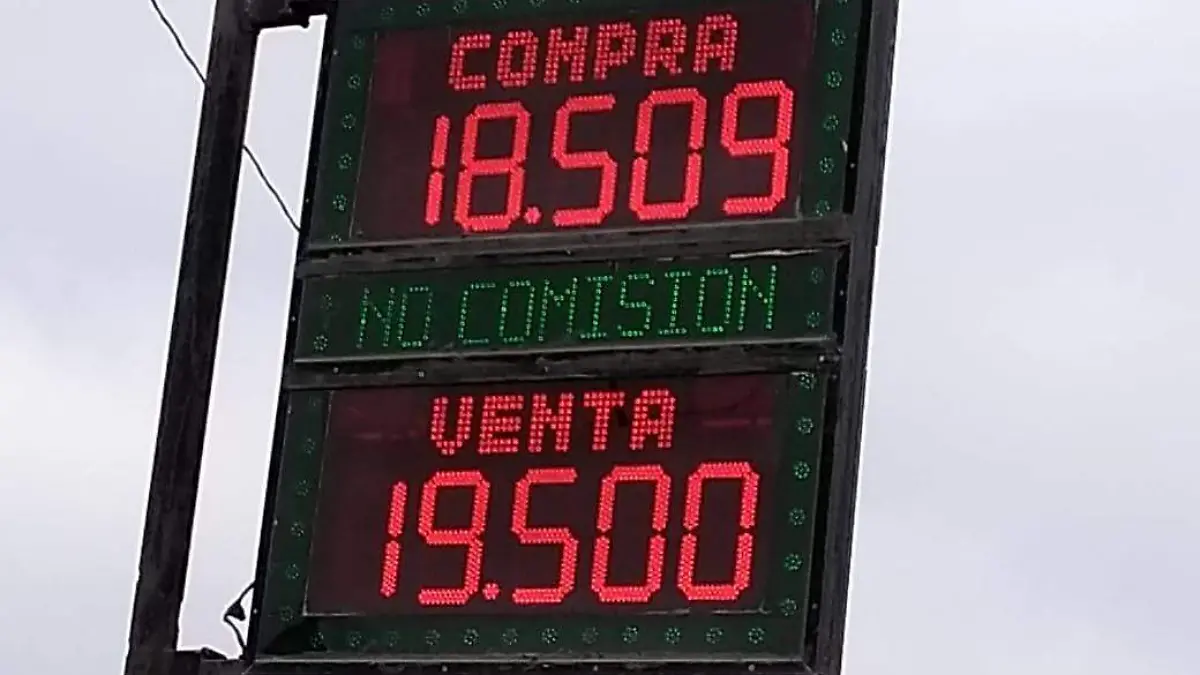 COMPRA
18.509
NO COMISION
VENTA
19.500